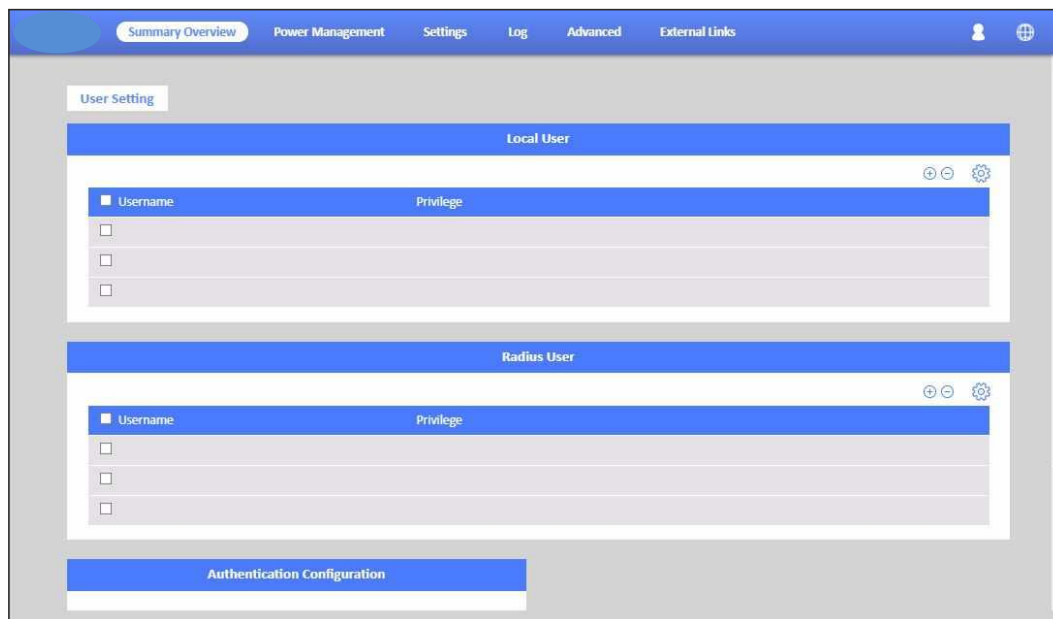 Summary Overview Power Management Settings Log Advanced External Links
User Setting
Local User
Username Privilege
Radius User
Username Privilege
Authentication Configuration